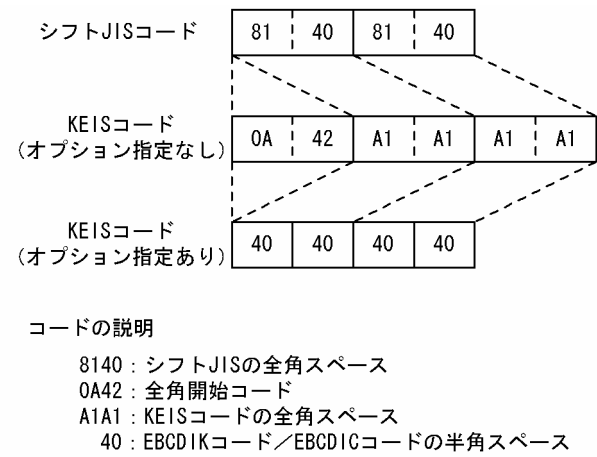 シフトJISコード 81 40 81 40
KEISコード
(オプション指定なし) 0A 42 A1 A1 A1 A1
KEISコード
(オプション指定あり) 40 40 40 40
コードの説明
8140:シフトJISの全角スペース
0A42:全角開始コード
A1A1:KEISコードの全角スペース
40:EBCDIKコード/EBCDICコードの半角スペース